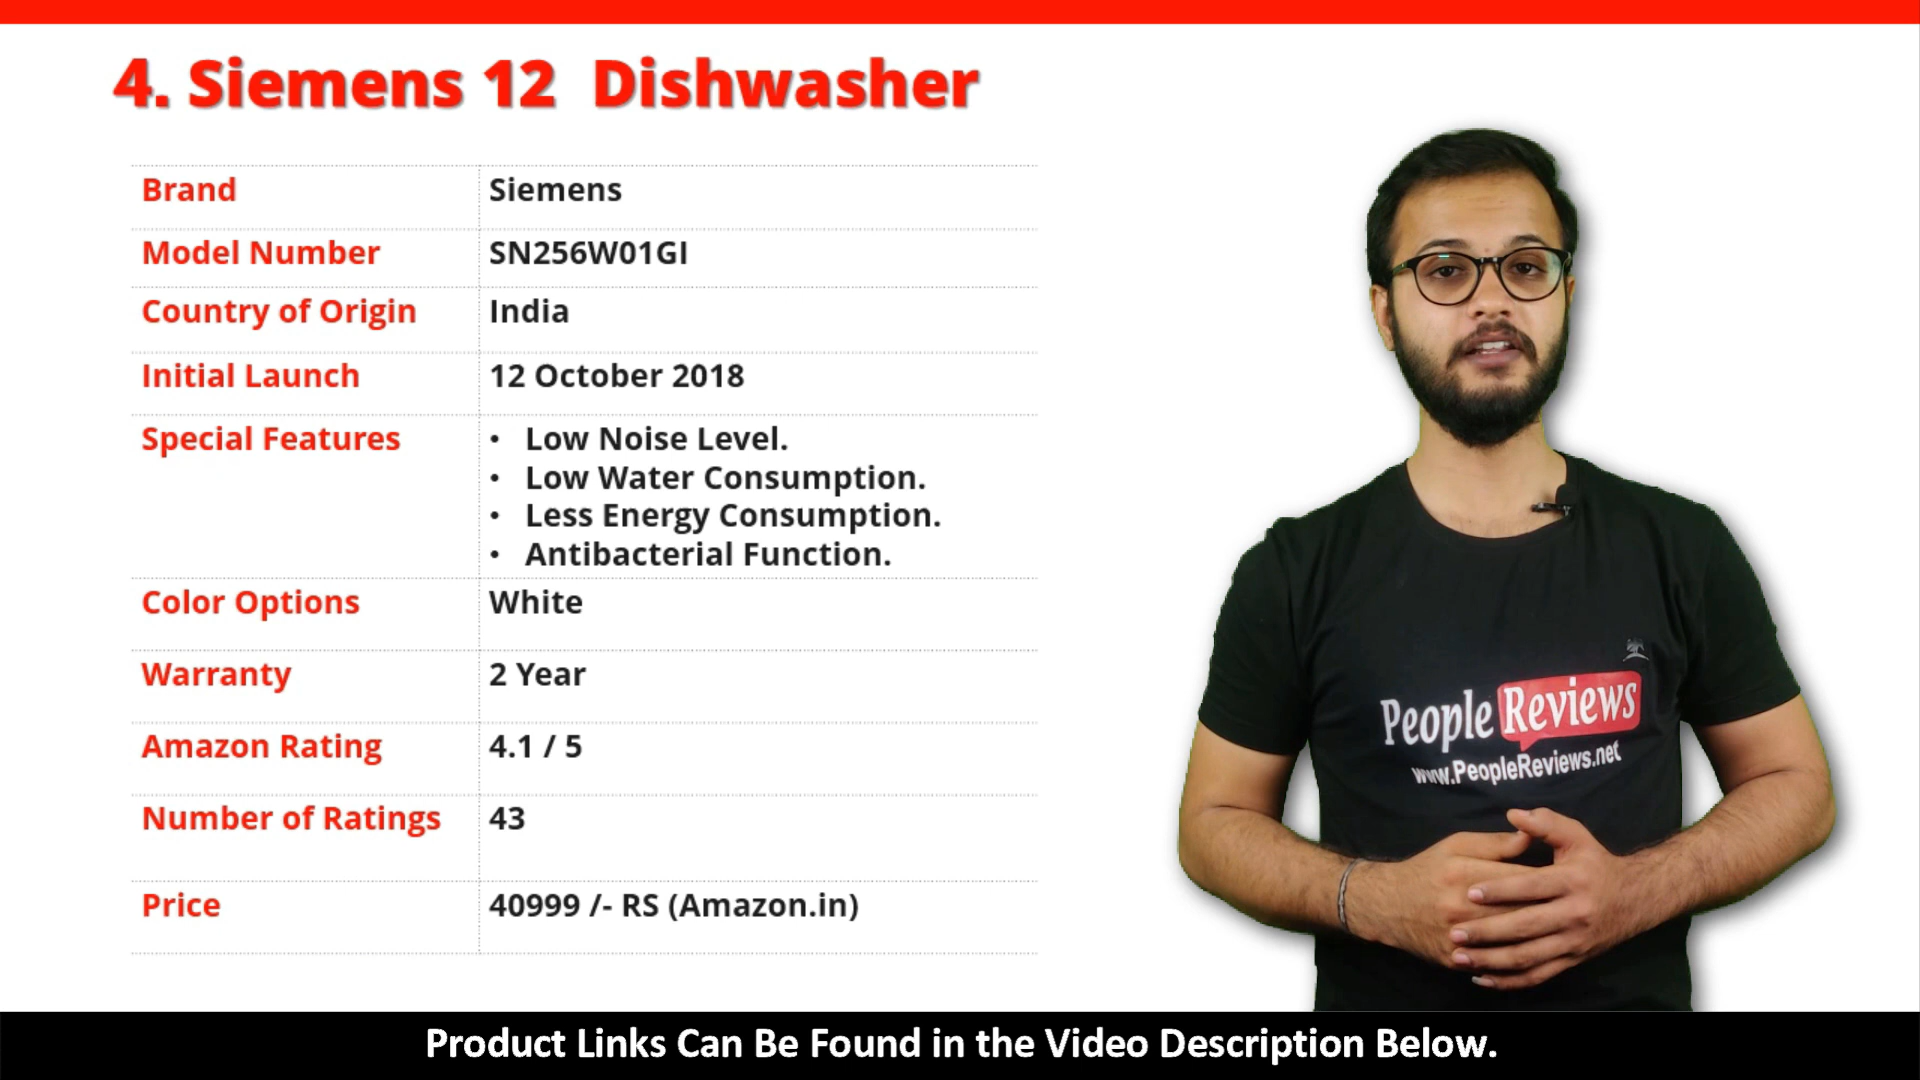 4. Siemens 12 Dishwasher
Brand Siemens
Model Number SN256W01GI
Country of Origin India
Initial Launch 12 October 2018
Special Features • Low Noise Level.
• Low Water Consumption.
• Less Energy Consumption.
• Antibacterial Function.
Color Options White
Warranty 2 Year
Amazon Rating 4.1 / 5
Number of Ratings 43
Price 40999 /- RS (Amazon.in)
People Reviews
www.PeopleReviews.net
Product Links Can Be Found in the Video Description Below.